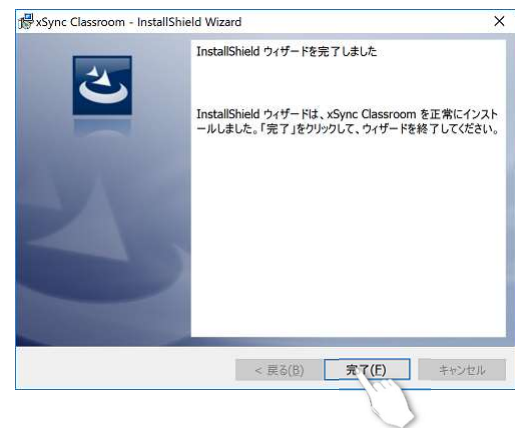 xSync Classroom - InstallShield Wizard
InstallShield ウィザードを完了しました
InstallShield ウィザードは、xSync Classroom を正常にインスト
ールしました。「完了」をクリックして、ウィザードを終了してください。
< 戻る(B) 完了(F) キャンセル